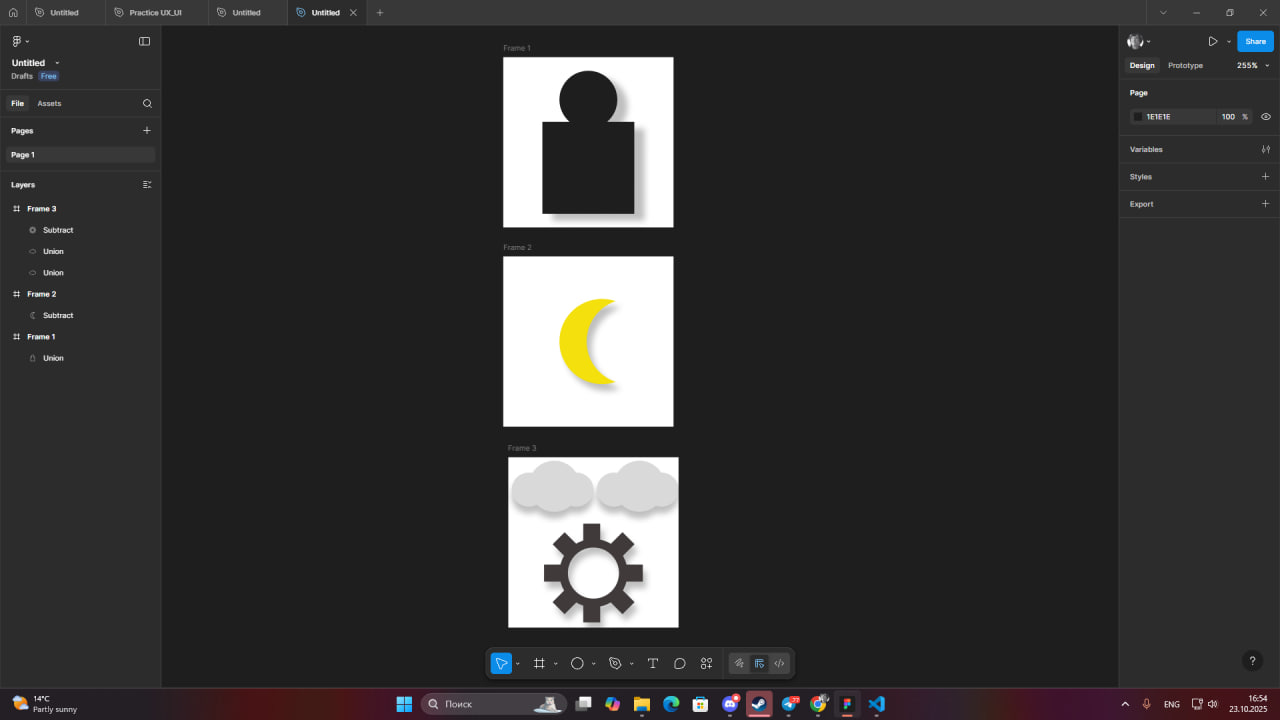 Untitled
Practice UX_UI
Untitled
Untitled
Untitled
Drafts Free
File Assets
Pages
Page 1
Layers
Frame 3
Subtract
Union
Union
Frame 2
Subtract
Frame 1
Union
Frame 1
Frame 2
Frame 3
Share
Design Prototype 255%
Page
1E1E1E 100 %
Variables
Styles
Export
?
14°C
Partly sunny
Поиск
ENG
16:54
23.10.2025